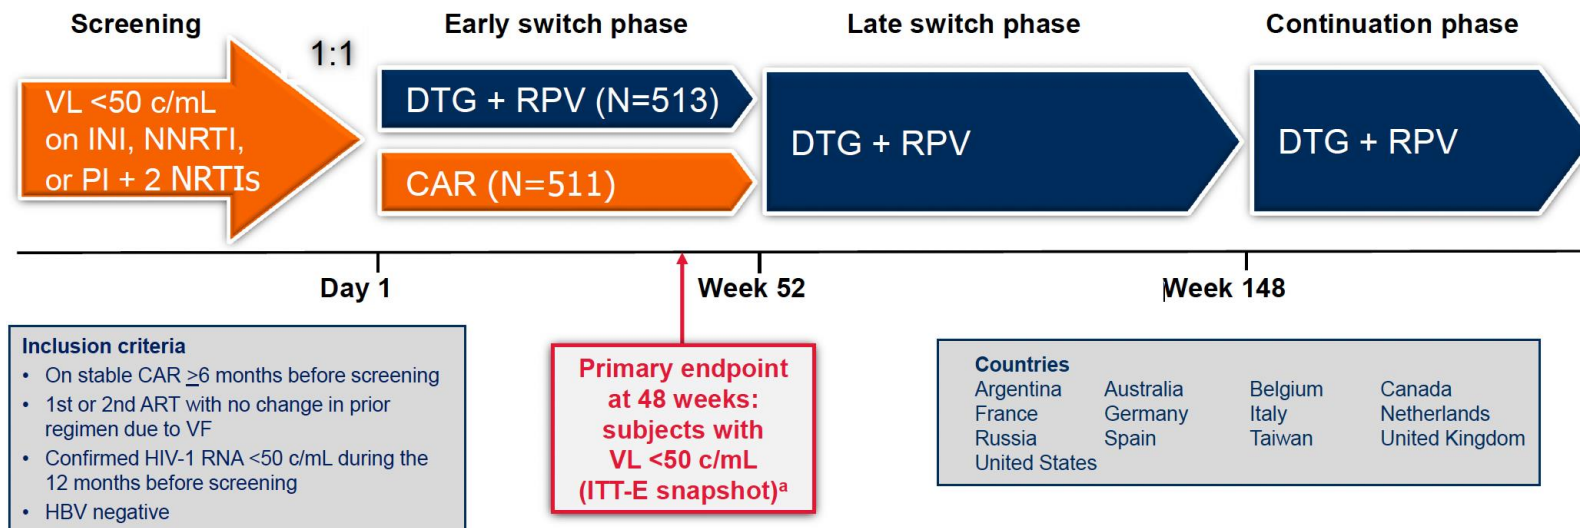 Screening
Early switch phase
Late switch phase
Continuation phase
1:1
VL <50 c/mL
on INI, NNRTI,
or PI + 2 NRTIs
DTG + RPV (N=513)
CAR (N=511)
DTG + RPV
DTG + RPV
Day 1
Week 52
Week 148
Inclusion criteria
• On stable CAR ≥6 months before screening
• 1st or 2nd ART with no change in prior
regimen due to VF
• Confirmed HIV-1 RNA <50 c/mL during the
12 months before screening
• HBV negative
Primary endpoint
at 48 weeks:
subjects with
VL <50 c/mL
(ITT-E snapshot)ᵃ
Countries
Argentina Australia Belgium Canada
France Germany Italy Netherlands
Russia Spain Taiwan United Kingdom
United States